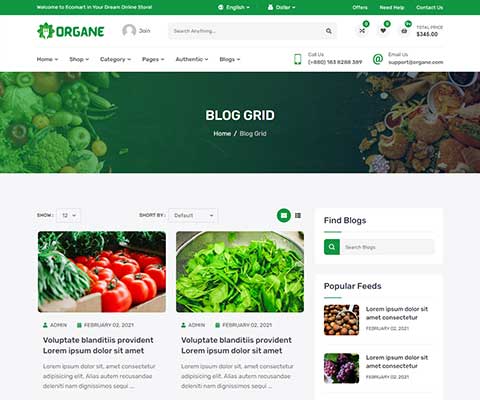 Welcome to Ecomart in Your Dream Online Store! English Doller Offers Need Help Contact Us
ORGANE Join Search Anything... 0 0 9+ TOTAL PRICE
$345.00
Home Shop Category Pages Authentic Blogs Call Us Email Us
(+880) 183 8288 389 support@organe.com
BLOG GRID
Home / Blog Grid
SHOW : 12 SHORT BY : Default
Find Blogs
Search Blogs
Popular Feeds
Lorem ipsum dolor sit
amet consectetur
FEBRUARY 02, 2021
ADMIN FEBRUARY 02, 2021 ADMIN FEBRUARY 02, 2021
Voluptate blanditiis provident Voluptate blanditiis provident
Lorem ipsum dolor sit amet Lorem ipsum dolor sit amet
Lorem ipsum dolor sit
amet consectetur
FEBRUARY 02, 2021
Lorem ipsum dolor sit amet consectetur Lorem ipsum dolor sit amet consectetur
adipisicing elit. Alias autem recusandae adipisicing elit. Alias autem recusandae
deleniti nam dignissimos sequi ... deleniti nam dignissimos sequi ...